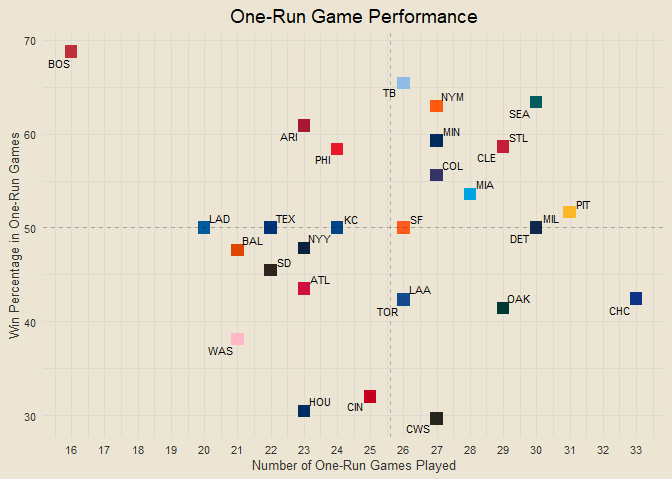 One-Run Game Performance
70
BOS
TB
NYM
SEA
ARI
60
MIN
STL
PHI
CLE
COL
MIA
PIT
LAD
TEX
KC
SF
MIL
50
BAL
NYY
DET
SD
ATL
LAA
OAK
TOR
CHC
40
WAS
HOU
CIN
CWS
30
Win Percentage in One-Run Games
16 17 18 19 20 21 22 23 24 25 26 27 28 29 30 31 32 33
Number of One-Run Games Played